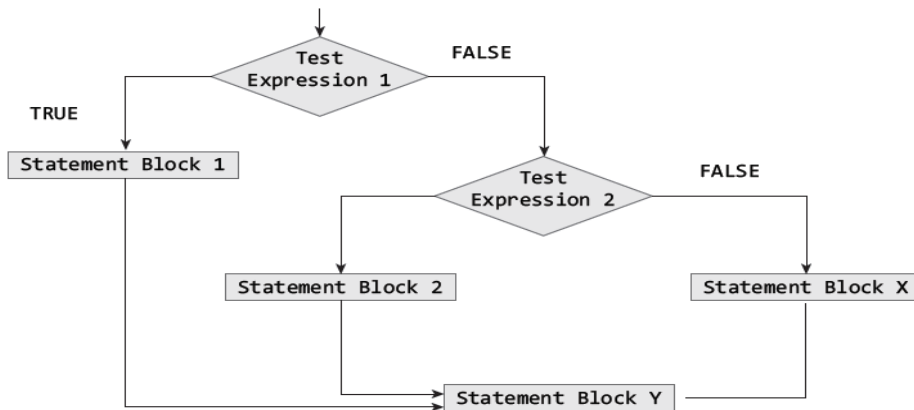 Test
Expression 1
FALSE
TRUE
Statement Block 1
Test
Expression 2
FALSE
Statement Block 2
Statement Block X
Statement Block Y